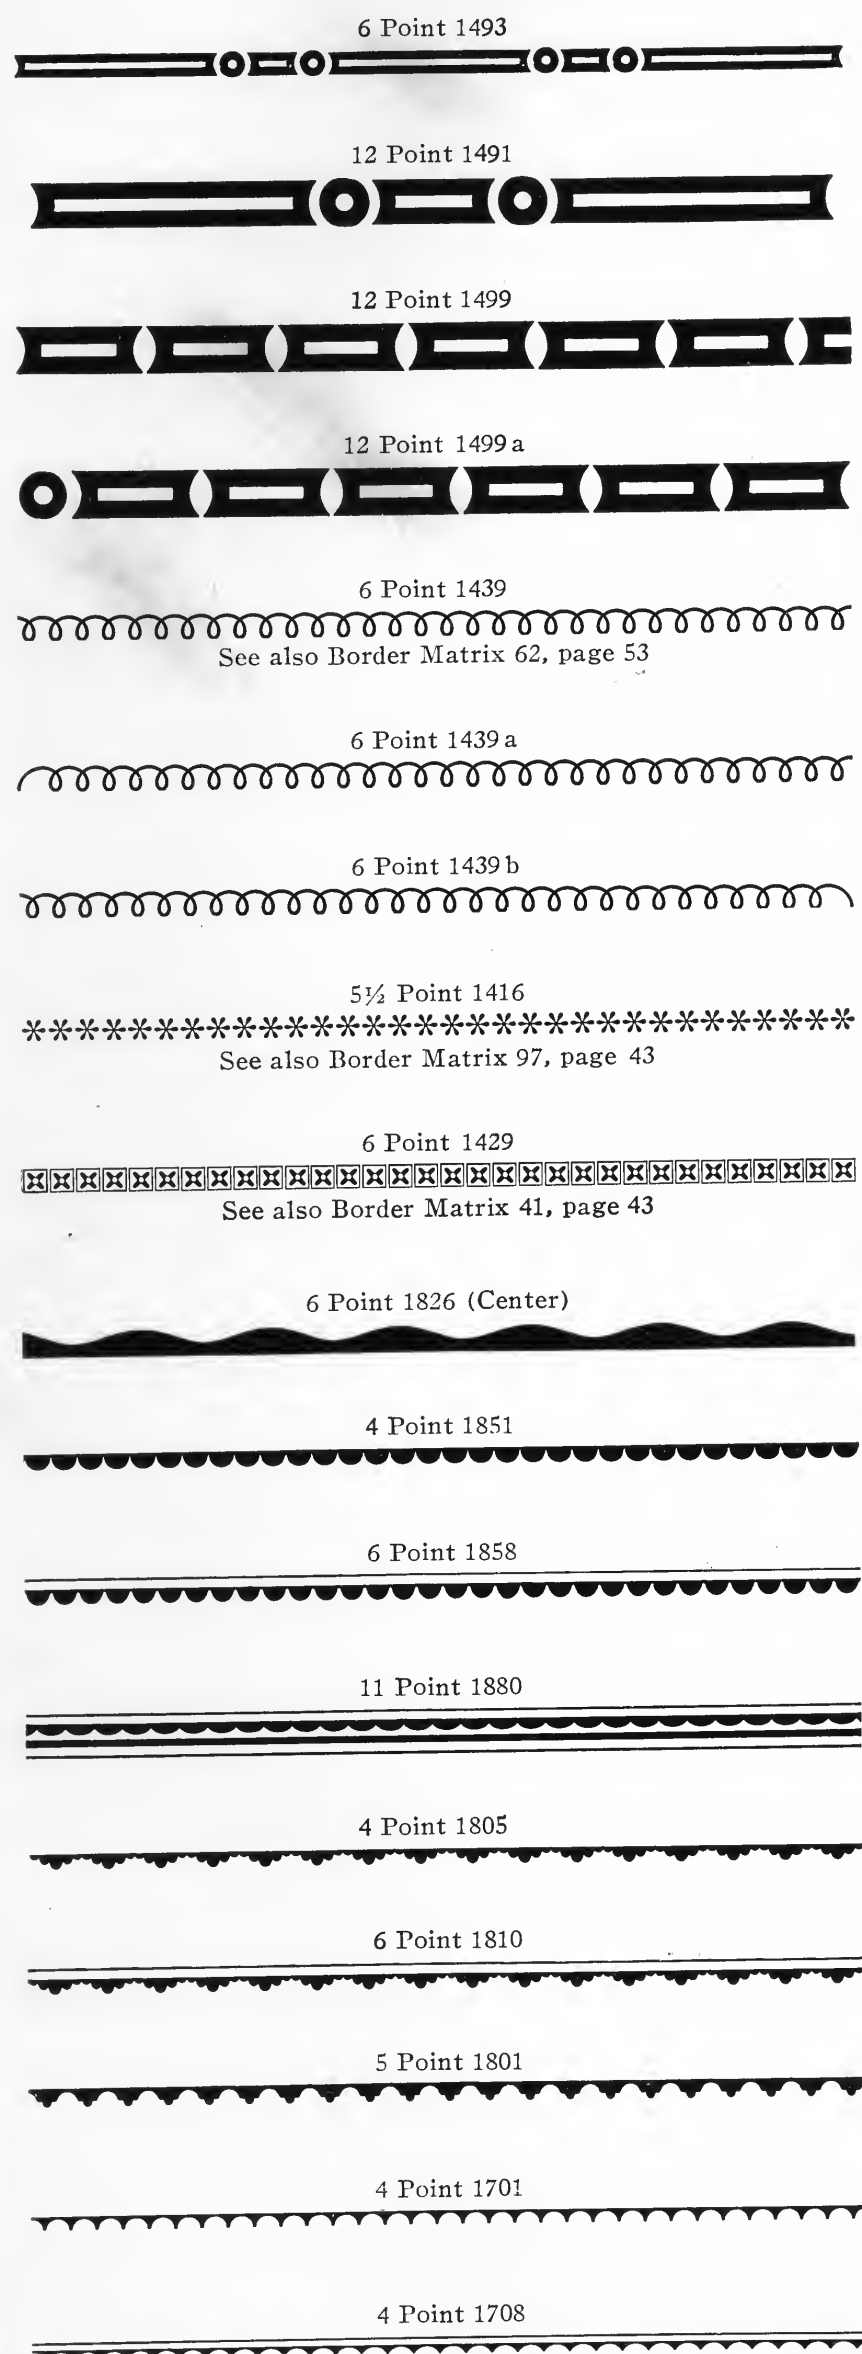 6 Point 1493
12 Point 1491
12 Point 1499
12 Point 1499 a
6 Point 1439
See also Border Matrix 62, page 53
6 Point 1439 a
6 Point 1439 b
5½ Point 1416
See also Border Matrix 97, page 43
6 Point 1429
See also Border Matrix 41, page 43
6 Point 1826 (Center)
4 Point 1851
6 Point 1858
11 Point 1880
4 Point 1805
6 Point 1810
5 Point 1801
4 Point 1701
4 Point 1708